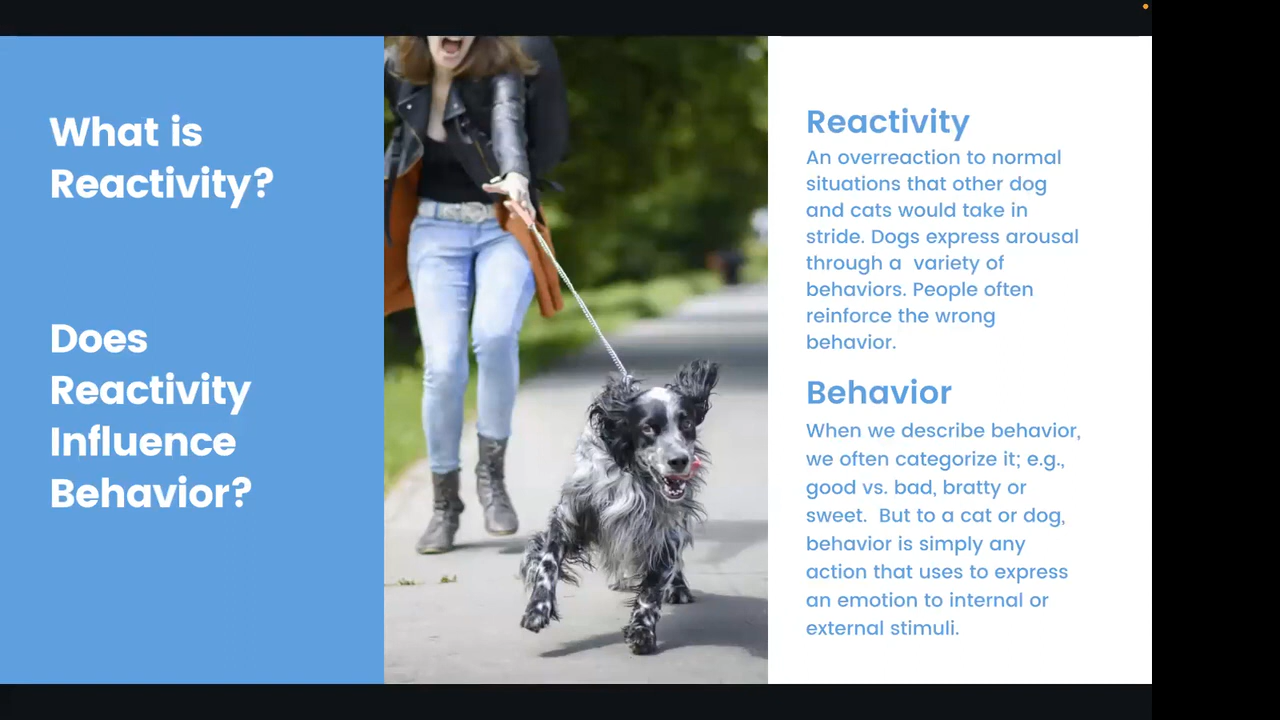 What is
Reactivity?
Does
Reactivity
Influence
Behavior?
Reactivity
An overreaction to normal
situations that other dog
and cats would take in
stride. Dogs express arousal
through a  variety of
behaviors. People often
reinforce the wrong
behavior.
Behavior
When we describe behavior,
we often categorize it; e.g.,
good vs. bad, bratty or
sweet.  But to a cat or dog,
behavior is simply any
action that uses to express
an emotion to internal or
external stimuli.